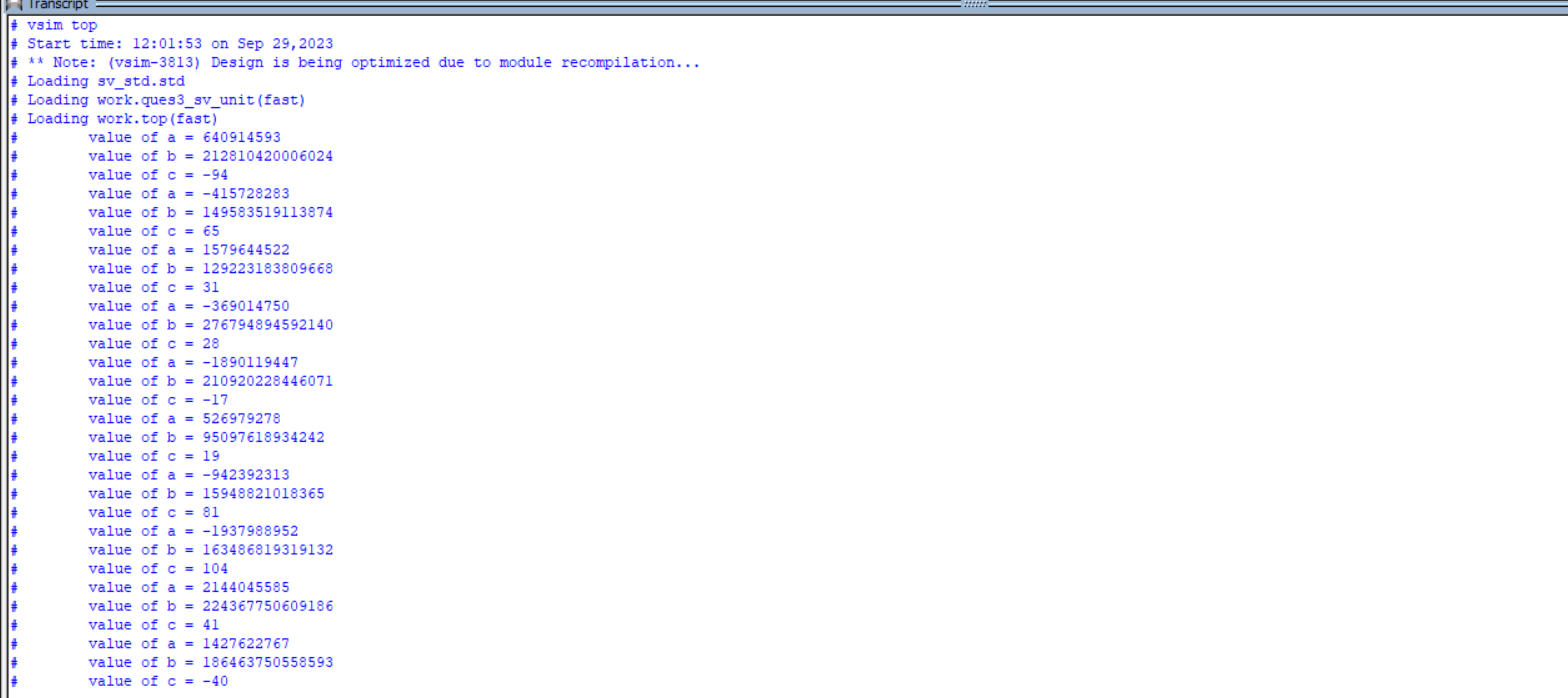 Transcript
# vsim top
# Start time: 12:01:53 on Sep 29,2023
# ** Note: (vsim-3813) Design is being optimized due to module recompilation...
# Loading sv_std.std
# Loading work.ques3_sv_unit(fast)
# Loading work.top(fast)
# value of a = 640914593
# value of b = 212810420006024
# value of c = -94
# value of a = -415728283
# value of b = 149583519113874
# value of c = 65
# value of a = 1579644522
# value of b = 129223183809668
# value of c = 31
# value of a = -369014750
# value of b = 276794894592140
# value of c = 28
# value of a = -1890119447
# value of b = 210920228446071
# value of c = -17
# value of a = 526979278
# value of b = 95097618934242
# value of c = 19
# value of a = -942392313
# value of b = 15948821018365
# value of c = 81
# value of a = -1937988952
# value of b = 163486819319132
# value of c = 104
# value of a = 2144045585
# value of b = 224367750609186
# value of c = 41
# value of a = 1427622767
# value of b = 186463750558593
# value of c = -40